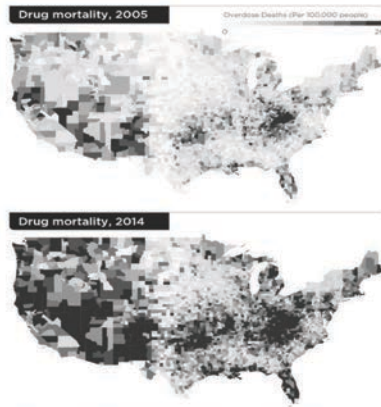 Drug mortality, 2005
Overdose Deaths (Per 100,000 people)
0
Drug mortality, 2014